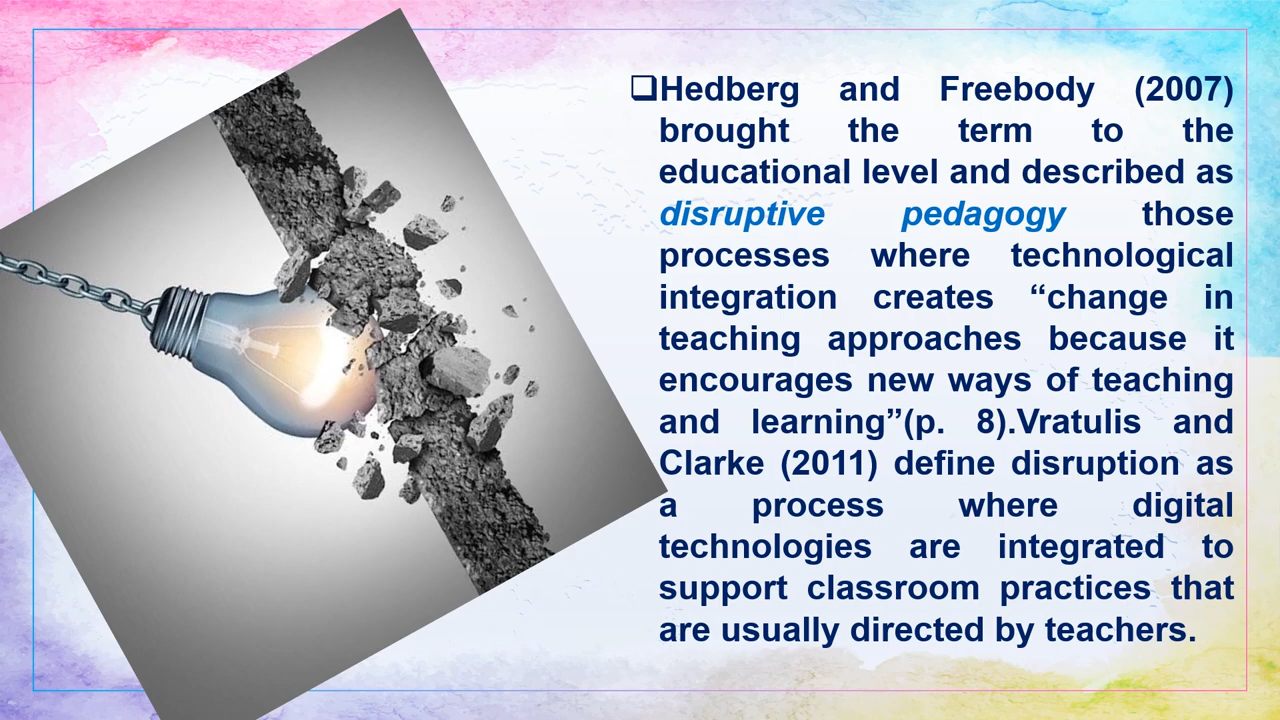 ❑Hedberg and Freebody (2007)
brought the term to the
educational level and described as
disruptive pedagogy those
processes where technological
integration creates “change in
teaching approaches because it
encourages new ways of teaching
and learning”(p. 8).Vratulis and
Clarke (2011) define disruption as
a process where digital
technologies are integrated to
support classroom practices that
are usually directed by teachers.